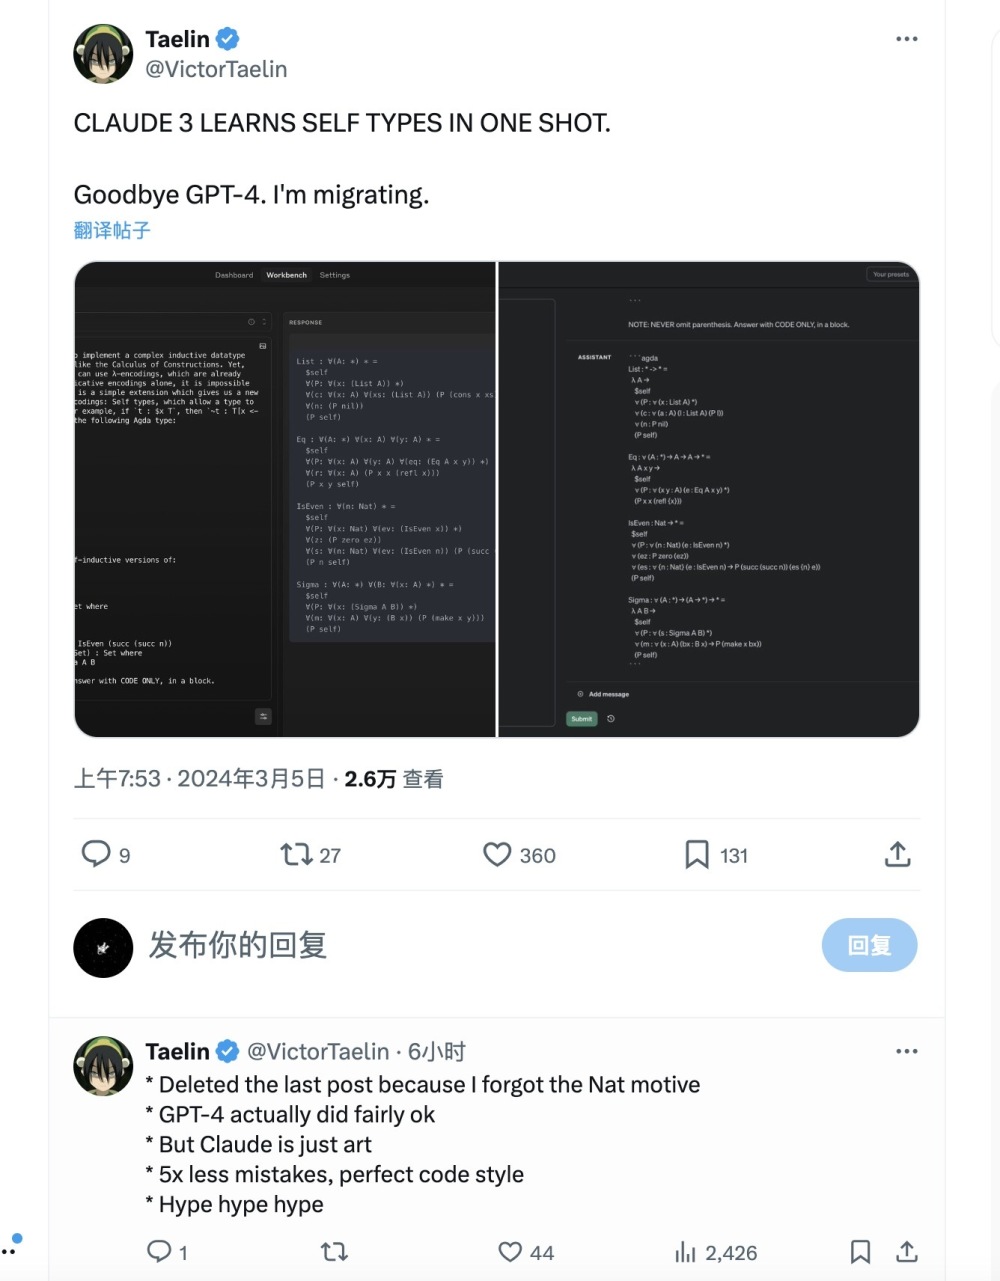 Taelin
@VictorTaelin
CLAUDE 3 LEARNS SELF TYPES IN ONE SHOT.
Goodbye GPT-4. I'm migrating.
翻译帖子
Dashboard Workbench Settings
RESPONSE
o implement a complex inductive datatype
like the Calculus of Constructions. Yet,
can use λ-encodings, which are already
icative encodings alone, it is impossible
is a simple extension which gives us a new
codings: Self types, which allow a type to
r example, if `t : $x T`, then `~t : T[x <-
the following Agda type:
f-inductive versions of:
et where
IsEven (succ (succ n))
Set) : Set where
a A B
nswer with CODE ONLY, in a block.
List : ∀(A: *) * =
$self
∀(P: ∀(x: (List A)) *)
∀(c: ∀(x: A) ∀(xs: (List A)) (P (cons x xs
∀(n: (P nil))
(P self)
Eq : ∀(A: *) ∀(x: A) ∀(y: A) * =
$self
∀(P: ∀(x: A) ∀(y: A) ∀(eq: (Eq A x y)) *)
∀(r: ∀(x: A) (P x x (refl x)))
(P x y self)
IsEven : ∀(n: Nat) * =
$self
∀(P: ∀(x: Nat) ∀(ev: (IsEven x)) *)
∀(z: (P zero ez))
∀(s: ∀(n: Nat) ∀(ev: (IsEven n)) (P (succ
(P n self)
Sigma : ∀(A: *) ∀(B: ∀(x: A) *) * =
$self
∀(P: ∀(x: (Sigma A B)) *)
∀(m: ∀(x: A) ∀(y: (B x)) (P (make x y)))
(P self)
Your presets
```
NOTE: NEVER omit parenthesis. Answer with CODE ONLY, in a block.
ASSISTANT
```agda
List : * -> * =
λ A →
$self
∀ (P : ∀ (x : List A) *)
∀ (c : ∀ (a : A) (l : List A) (P l))
∀ (n : P nil)
(P self)
Eq : ∀ (A : *) → A → A → * =
λ A x y →
$self
∀ (P : ∀ (x y : A) (e : Eq A x y) *)
(P x x (refl {x}))
IsEven : Nat → * =
$self
∀ (P : ∀ (n : Nat) (e : IsEven n) *)
∀ (ez : P zero (ez))
∀ (es : ∀ (n : Nat) (e : IsEven n) → P (succ (succ n)) (es {n} e))
(P self)
Sigma : ∀ (A : *) → (A → *) → * =
λ A B →
$self
∀ (P : ∀ (s : Sigma A B) *)
∀ (m : ∀ (x : A) (bx : B x) → P (make x bx))
(P self)
```
Add message
Submit
上午7:53 · 2024年3月5日 · 2.6万 查看
9 27 360 131
发布你的回复
回复
Taelin @VictorTaelin · 6小时
* Deleted the last post because I forgot the Nat motive
* GPT-4 actually did fairly ok
* But Claude is just art
* 5x less mistakes, perfect code style
* Hype hype hype
1 44 2,426